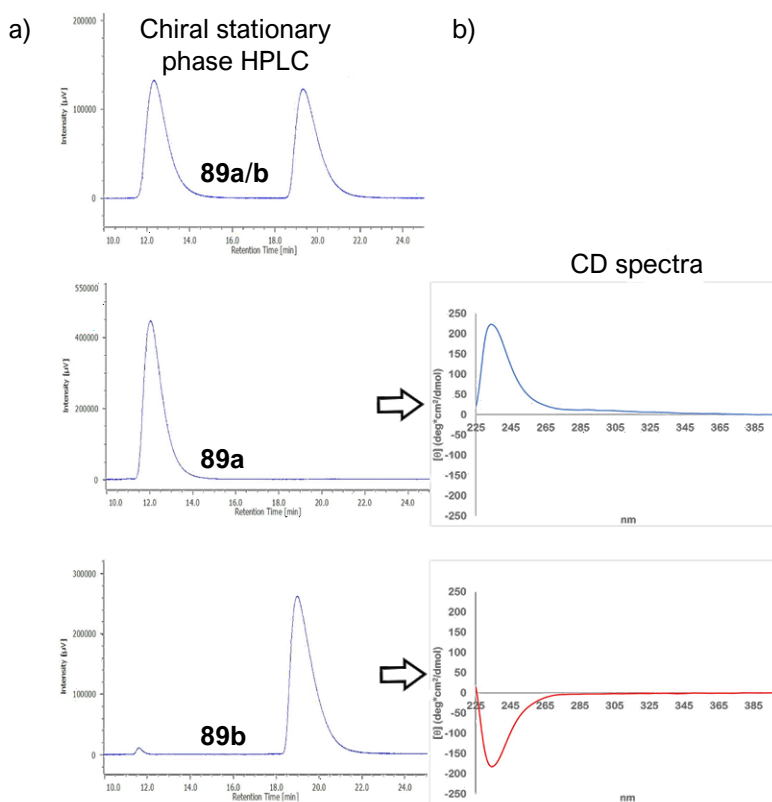 a)
Chiral stationary
phase HPLC
b)
Intensity [µV]
200000
100000
0
89a/b
10.0 12.0 14.0 16.0 18.0 20.0 22.0 24.0
Retention Time [min]
CD spectra
Intensity [µV]
550000
400000
200000
0
89a
10.0 12.0 14.0 16.0 18.0 20.0 22.0 24.0
Retention Time [min]
[θ] (deg*cm²/dmol)
250
200
150
100
50
0
-50
-100
-150
-200
-250
225 245 265 285 305 325 345 365 385
nm
Intensity [µV]
300000
200000
100000
0
89b
10.0 12.0 14.0 16.0 18.0 20.0 22.0 24.0
Retention Time [min]
[θ] (deg*cm²/dmol)
250
200
150
100
50
0
-50
-100
-150
-200
-250
225 245 265 285 305 325 345 365 385
nm